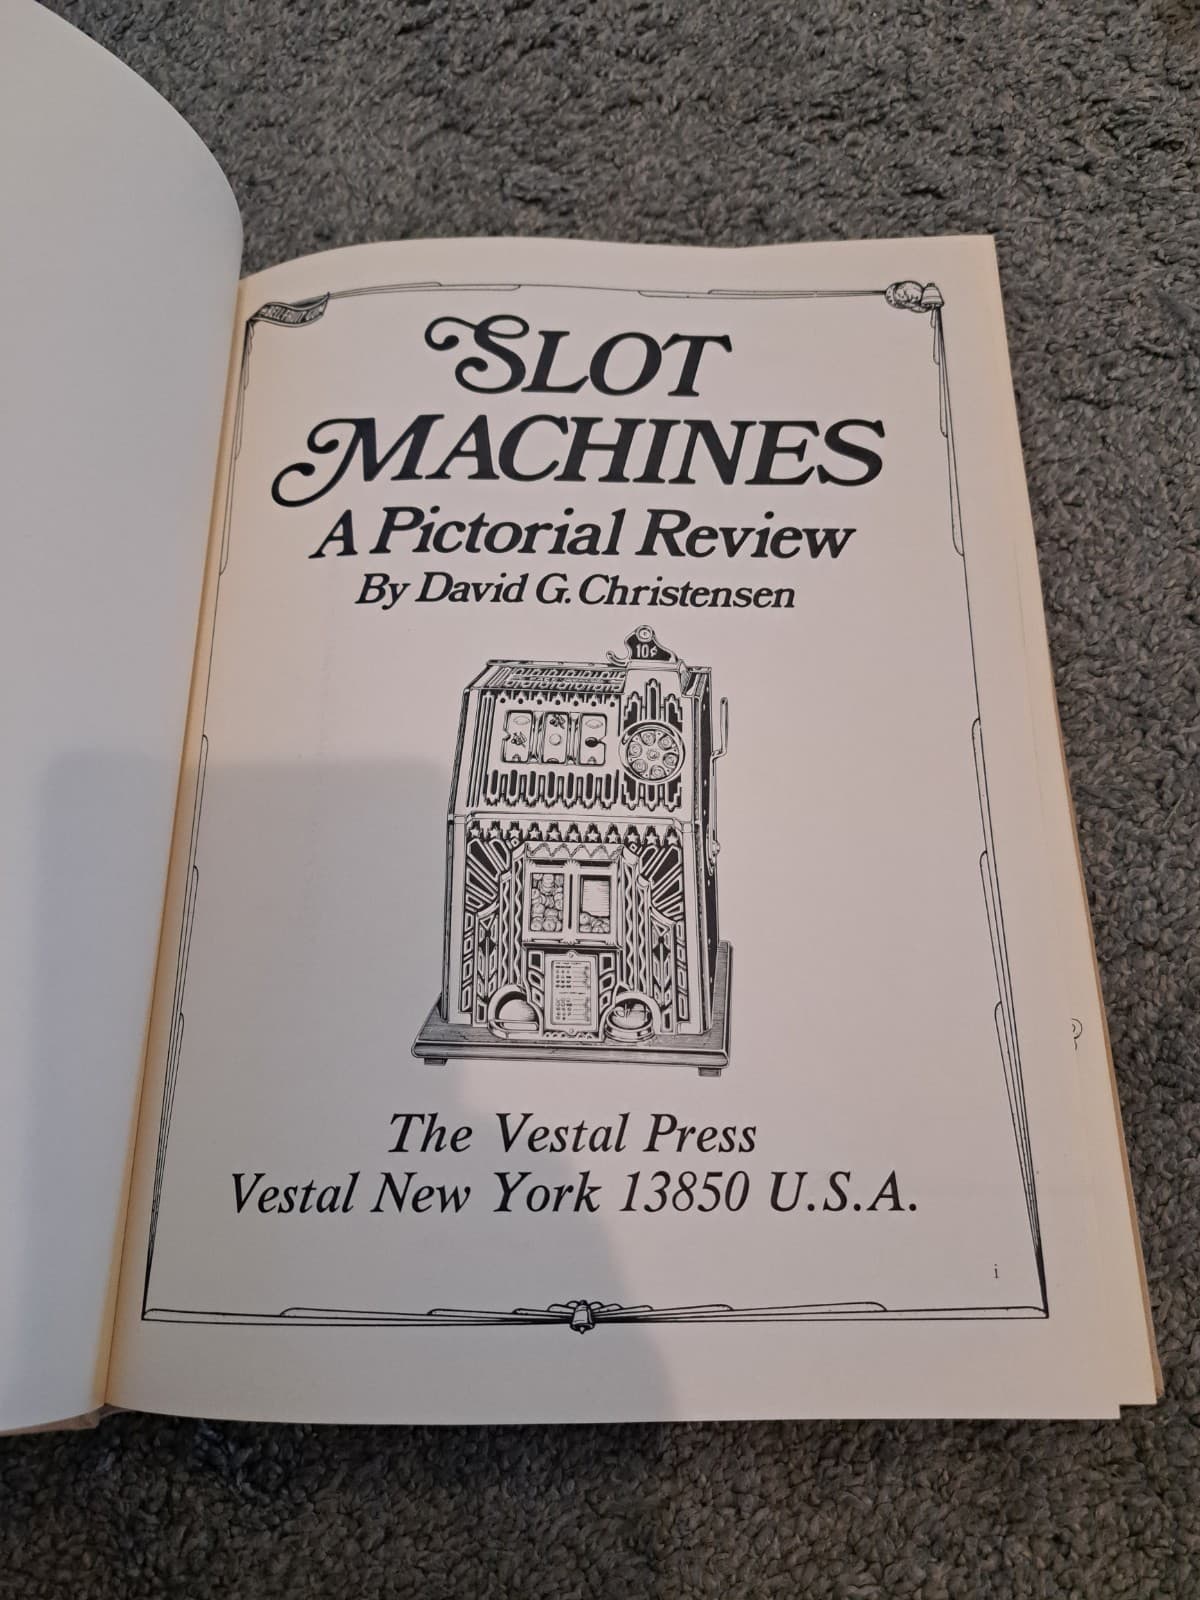 SLOT
MACHINES
A Pictorial Review
By David G. Christensen
10¢
The Vestal Press
Vestal New York 13850 U.S.A.
i